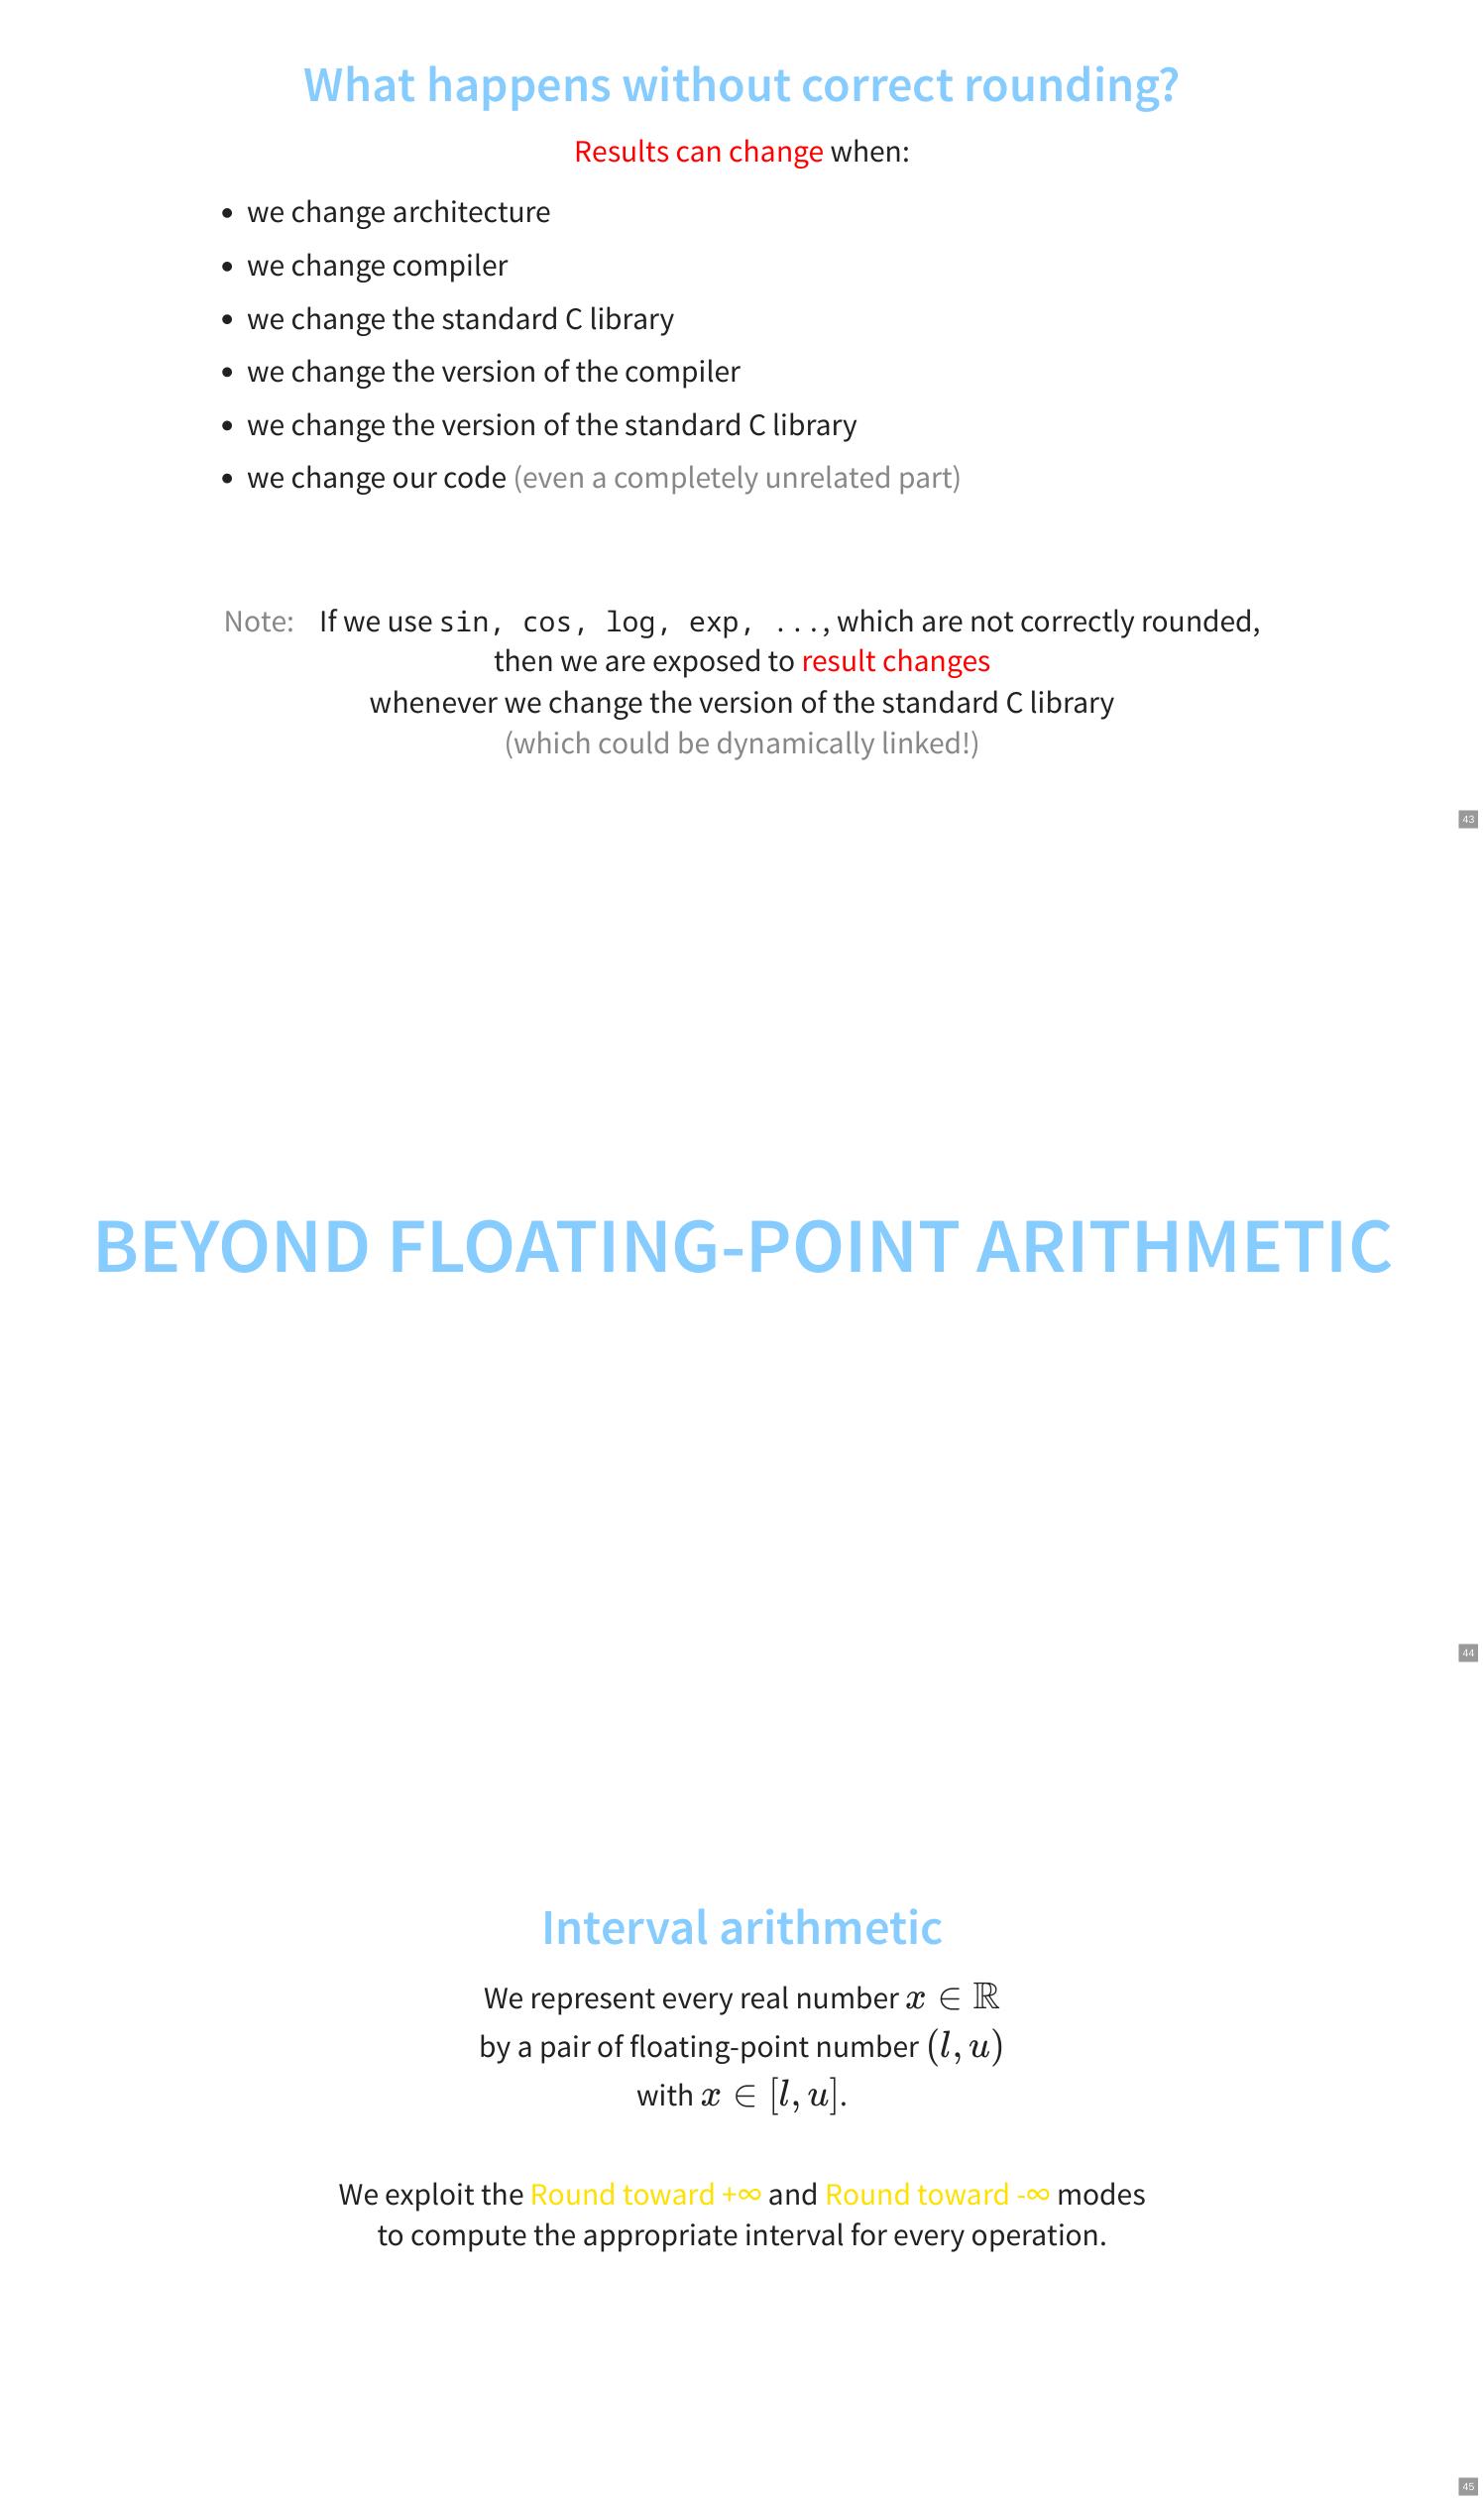 What happens without correct rounding?
Results can change when:
• we change architecture
• we change compiler
• we change the standard C library
• we change the version of the compiler
• we change the version of the standard C library
• we change our code (even a completely unrelated part)
Note: If we use sin, cos, log, exp, ..., which are not correctly rounded,
then we are exposed to result changes
whenever we change the version of the standard C library
(which could be dynamically linked!)
43
BEYOND FLOATING-POINT ARITHMETIC
44
Interval arithmetic
We represent every real number x ∈ ℝ
by a pair of floating-point number (l, u)
with x ∈ [l, u].
We exploit the Round toward +∞ and Round toward -∞ modes
to compute the appropriate interval for every operation.
45